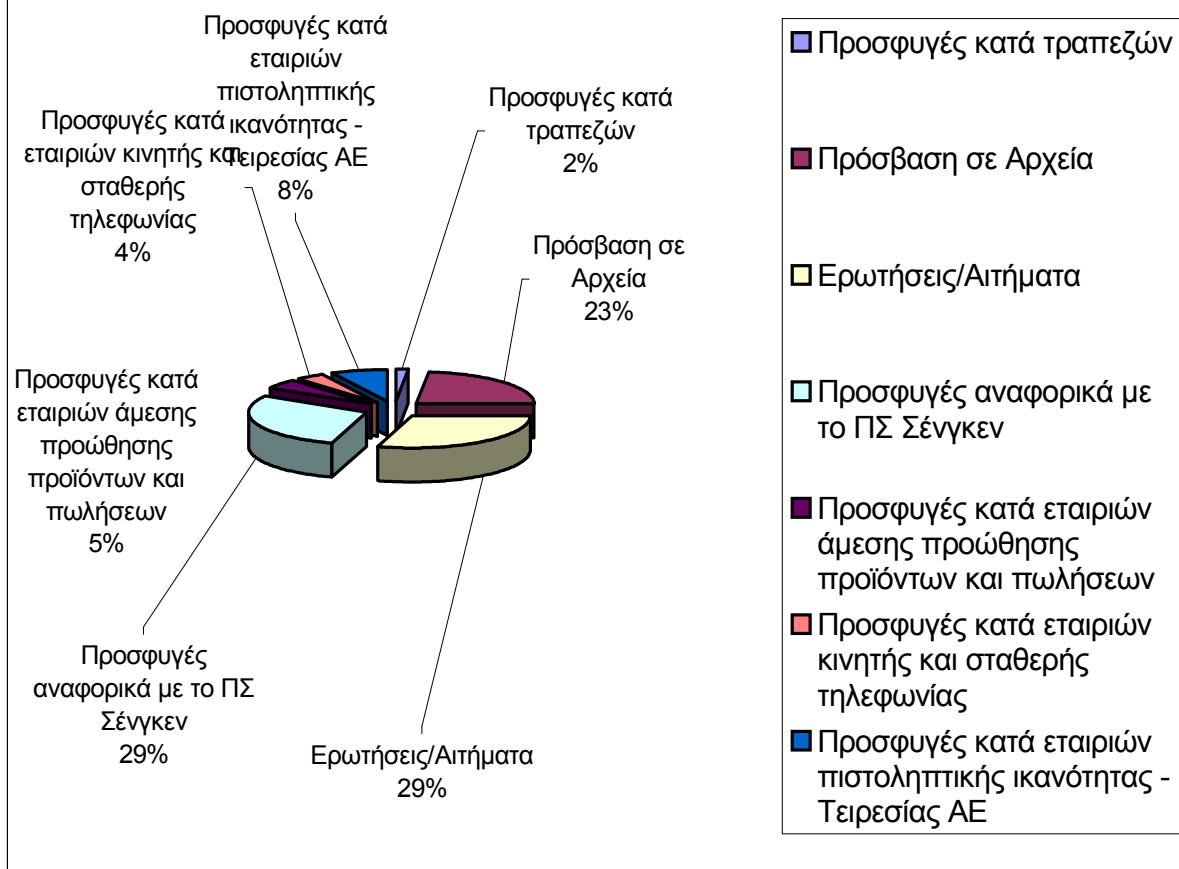 Προσφυγές κατά
εταιριών
πιστοληπτικής
ικανότητας -
Τειρεσίας ΑΕ
8%
Προσφυγές κατά
εταιριών κινητής και
σταθερής
τηλεφωνίας
4%
Προσφυγές κατά
τραπεζών
2%
Πρόσβαση σε
Αρχεία
23%
Προσφυγές κατά
εταιριών άμεσης
προώθησης
προϊόντων και
πωλήσεων
5%
Προσφυγές
αναφορικά με το ΠΣ
Σένγκεν
29%
Ερωτήσεις/Αιτήματα
29%
Προσφυγές κατά τραπεζών
Πρόσβαση σε Αρχεία
Ερωτήσεις/Αιτήματα
Προσφυγές αναφορικά με
το ΠΣ Σένγκεν
Προσφυγές κατά εταιριών
άμεσης προώθησης
προϊόντων και πωλήσεων
Προσφυγές κατά εταιριών
κινητής και σταθερής
τηλεφωνίας
Προσφυγές κατά εταιριών
πιστοληπτικής ικανότητας -
Τειρεσίας ΑΕ